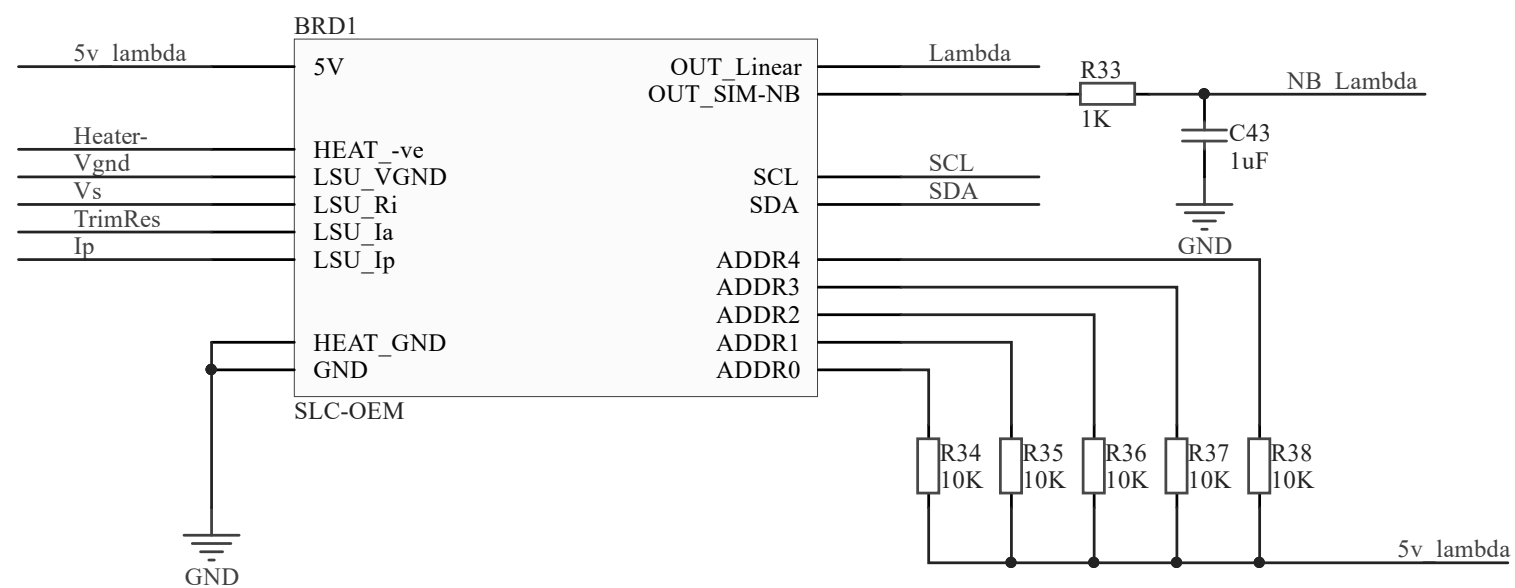 BRD1
5v_lambda
5V
OUT_Linear
Lambda
OUT_SIM-NB
R33
1K
NB_Lambda
C43
1uF
GND
Heater-
HEAT_-ve
Vgnd
LSU_VGND
SCL
SCL
Vs
LSU_Ri
SDA
SDA
TrimRes
LSU_Ia
Ip
LSU_Ip
ADDR4
ADDR3
ADDR2
HEAT_GND
ADDR1
GND
ADDR0
SLC-OEM
R34
10K
R35
10K
R36
10K
R37
10K
R38
10K
5v_lambda
GND